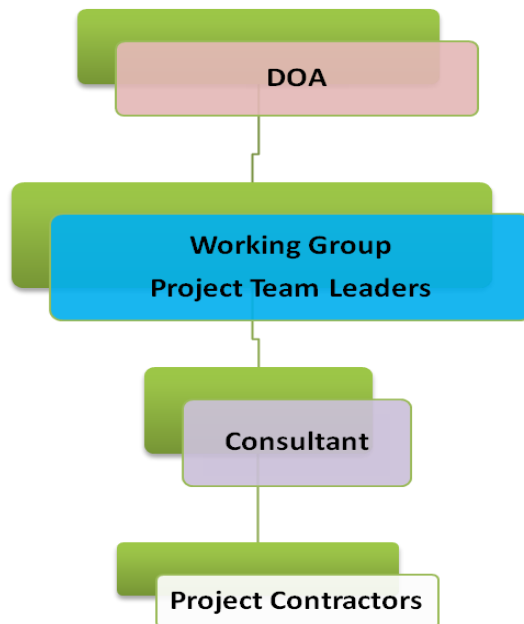 DOA
Working Group
Project Team Leaders
Consultant
Project Contractors